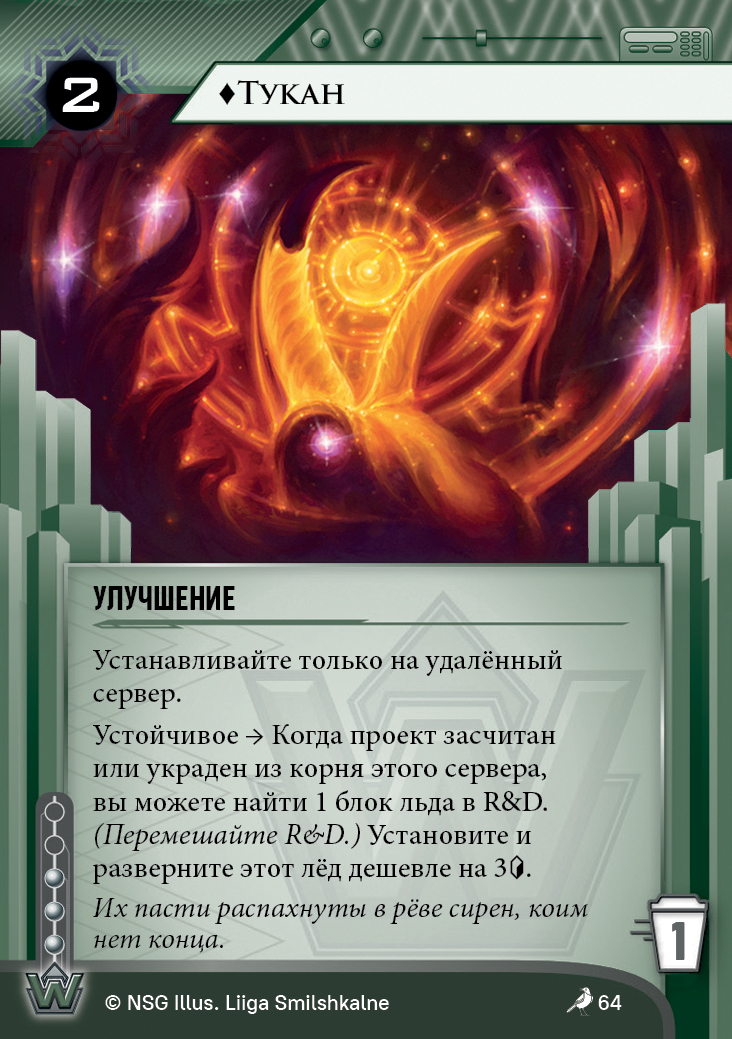 2
♦Тукан
УЛУЧШЕНИЕ
Устанавливайте только на удалённый
сервер.
Устойчивое → Когда проект засчитан
или украден из корня этого сервера,
вы можете найти 1 блок льда в R&D.
(Перемешайте R&D.) Установите и
разверните этот лёд дешевле на 3.
Их пасти распахнуты в рёве сирен, коим
нет конца.
1
W
© NSG Illus. Liiga Smilshkalne
64